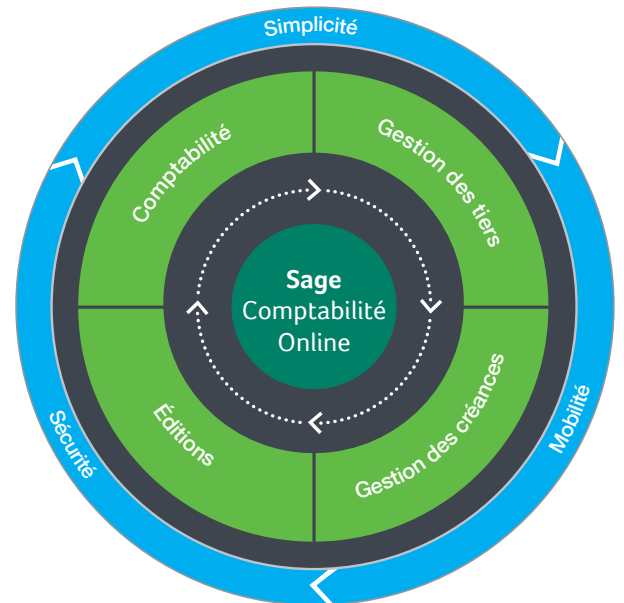 Simplicité
Comptabilité
Gestion des tiers
Sage
Comptabilité
Online
Éditions
Gestion des créances
Sécurité
Mobilité